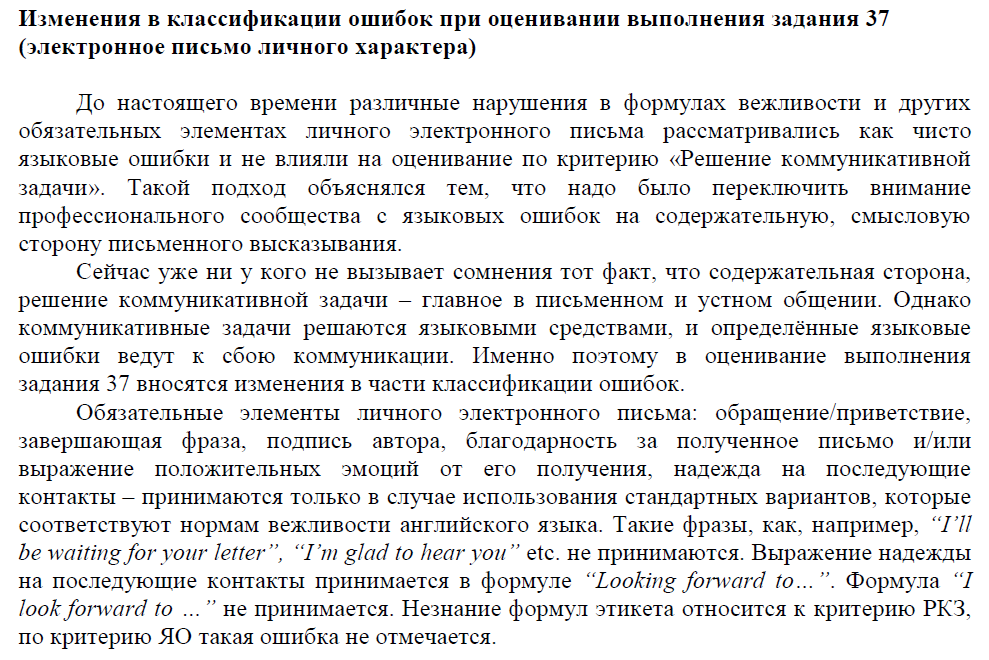 Изменения в классификации ошибок при оценивании выполнения задания 37
(электронное письмо личного характера)
До настоящего времени различные нарушения в формулах вежливости и других
обязательных элементах личного электронного письма рассматривались как чисто
языковые ошибки и не влияли на оценивание по критерию «Решение коммуникативной
задачи». Такой подход объяснялся тем, что надо было переключить внимание
профессионального сообщества с языковых ошибок на содержательную, смысловую
сторону письменного высказывания.
Сейчас уже ни у кого не вызывает сомнения тот факт, что содержательная сторона,
решение коммуникативной задачи – главное в письменном и устном общении. Однако
коммуникативные задачи решаются языковыми средствами, и определённые языковые
ошибки ведут к сбою коммуникации. Именно поэтому в оценивание выполнения
задания 37 вносятся изменения в части классификации ошибок.
Обязательные элементы личного электронного письма: обращение/приветствие,
завершающая фраза, подпись автора, благодарность за полученное письмо и/или
выражение положительных эмоций от его получения, надежда на последующие
контакты – принимаются только в случае использования стандартных вариантов, которые
соответствуют нормам вежливости английского языка. Такие фразы, как, например, “I’ll
be waiting for your letter”, “I’m glad to hear you” etc. не принимаются. Выражение надежды
на последующие контакты принимается в формуле “Looking forward to…”. Формула “I
look forward to …” не принимается. Незнание формул этикета относится к критерию РКЗ,
по критерию ЯО такая ошибка не отмечается.